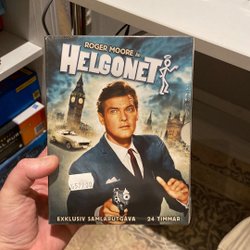 ROGER MOORE är
HELGONET
EXKLUSIV SAMLARUTGÅVA
24 TIMMAR